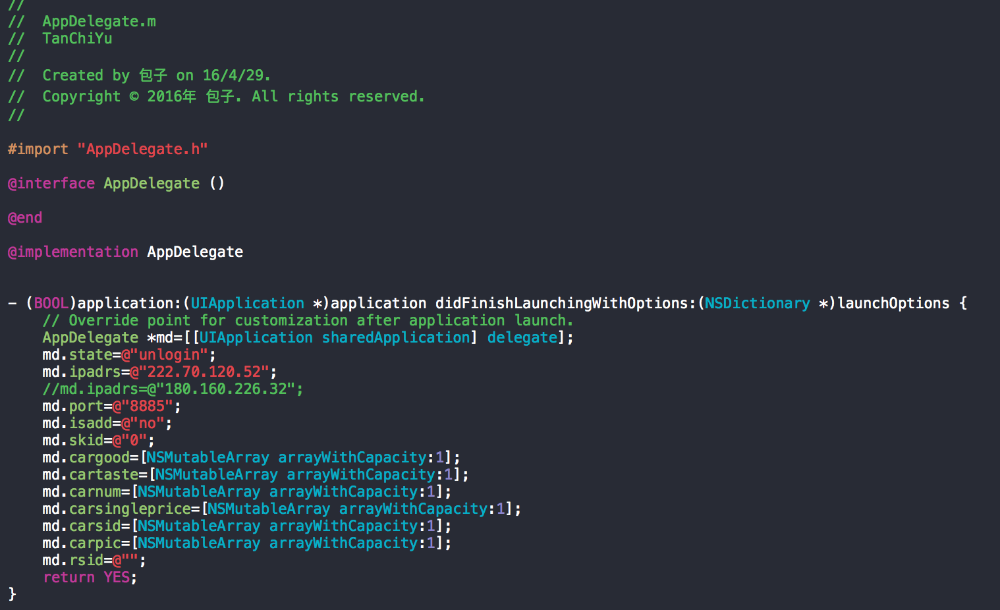 //
//  AppDelegate.m
//  TanChiYu
//
//  Created by 包子 on 16/4/29.
//  Copyright © 2016年 包子. All rights reserved.
//
#import "AppDelegate.h"
@interface AppDelegate ()
@end
@implementation AppDelegate
- (BOOL)application:(UIApplication *)application didFinishLaunchingWithOptions:(NSDictionary *)launchOptions {
    // Override point for customization after application launch.
    AppDelegate *md=[[UIApplication sharedApplication] delegate];
    md.state=@"unlogin";
    md.ipadrs=@"222.70.120.52";
    //md.ipadrs=@"180.160.226.32";
    md.port=@"8885";
    md.isadd=@"no";
    md.skid=@"0";
    md.cargood=[NSMutableArray arrayWithCapacity:1];
    md.cartaste=[NSMutableArray arrayWithCapacity:1];
    md.carnum=[NSMutableArray arrayWithCapacity:1];
    md.carsingleprice=[NSMutableArray arrayWithCapacity:1];
    md.carsid=[NSMutableArray arrayWithCapacity:1];
    md.carpic=[NSMutableArray arrayWithCapacity:1];
    md.rsid=@"";
    return YES;
}